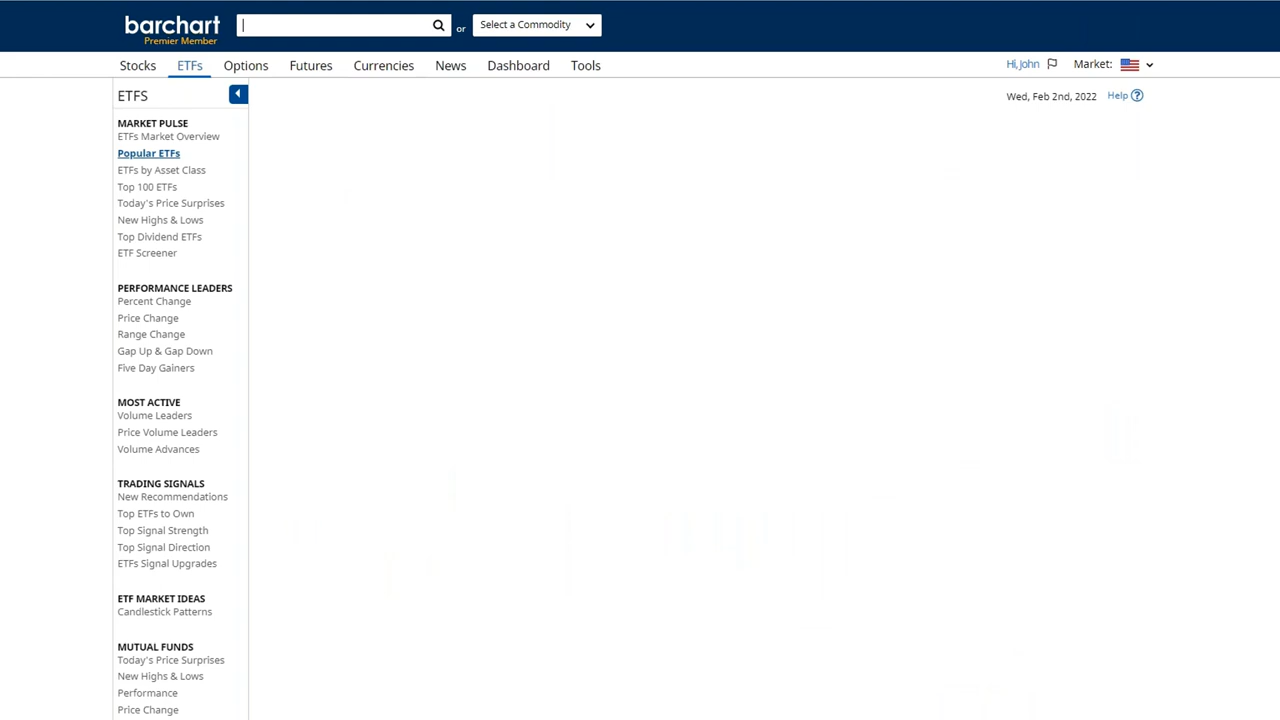 barchart
Premier Member
or
Select a Commodity
Stocks ETFs Options Futures Currencies News Dashboard Tools
Hi, John Market:
ETFS
Wed, Feb 2nd, 2022 Help ?
MARKET PULSE
ETFs Market Overview
Popular ETFs
ETFs by Asset Class
Top 100 ETFs
Today's Price Surprises
New Highs & Lows
Top Dividend ETFs
ETF Screener
PERFORMANCE LEADERS
Percent Change
Price Change
Range Change
Gap Up & Gap Down
Five Day Gainers
MOST ACTIVE
Volume Leaders
Price Volume Leaders
Volume Advances
TRADING SIGNALS
New Recommendations
Top ETFs to Own
Top Signal Strength
Top Signal Direction
ETFs Signal Upgrades
ETF MARKET IDEAS
Candlestick Patterns
MUTUAL FUNDS
Today's Price Surprises
New Highs & Lows
Performance
Price Change